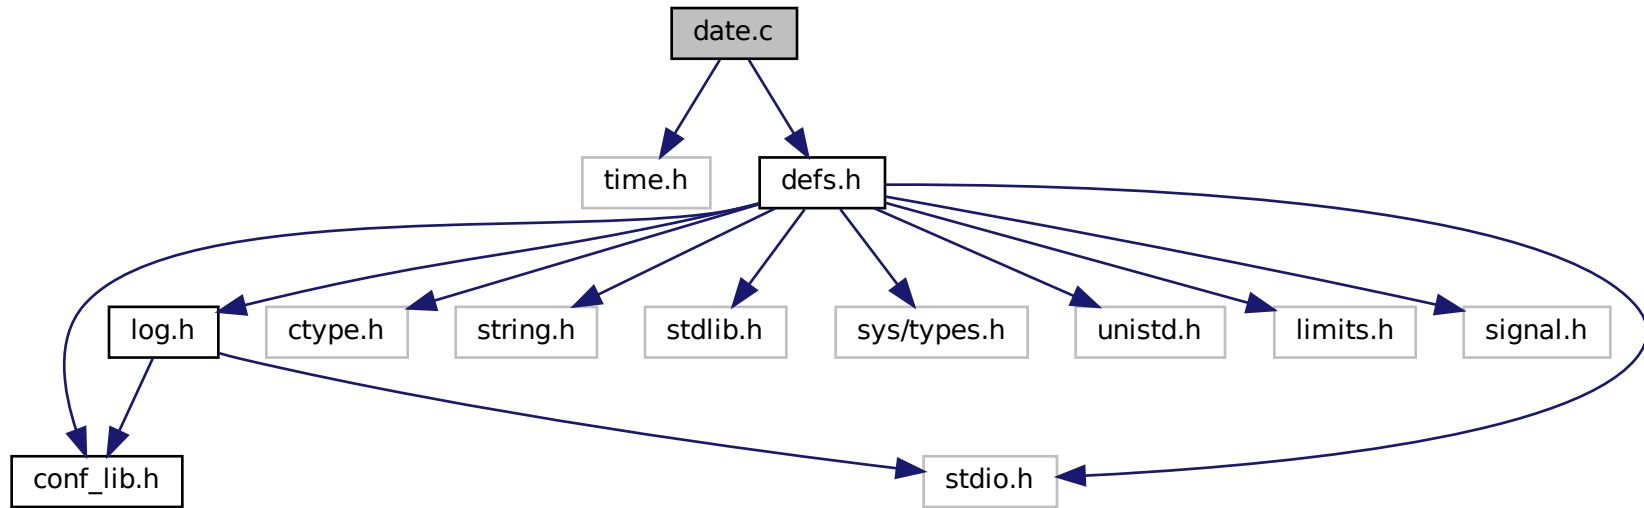 date.c
time.h
defs.h
log.h
ctype.h
string.h
stdlib.h
sys/types.h
unistd.h
limits.h
signal.h
conf_lib.h
stdio.h